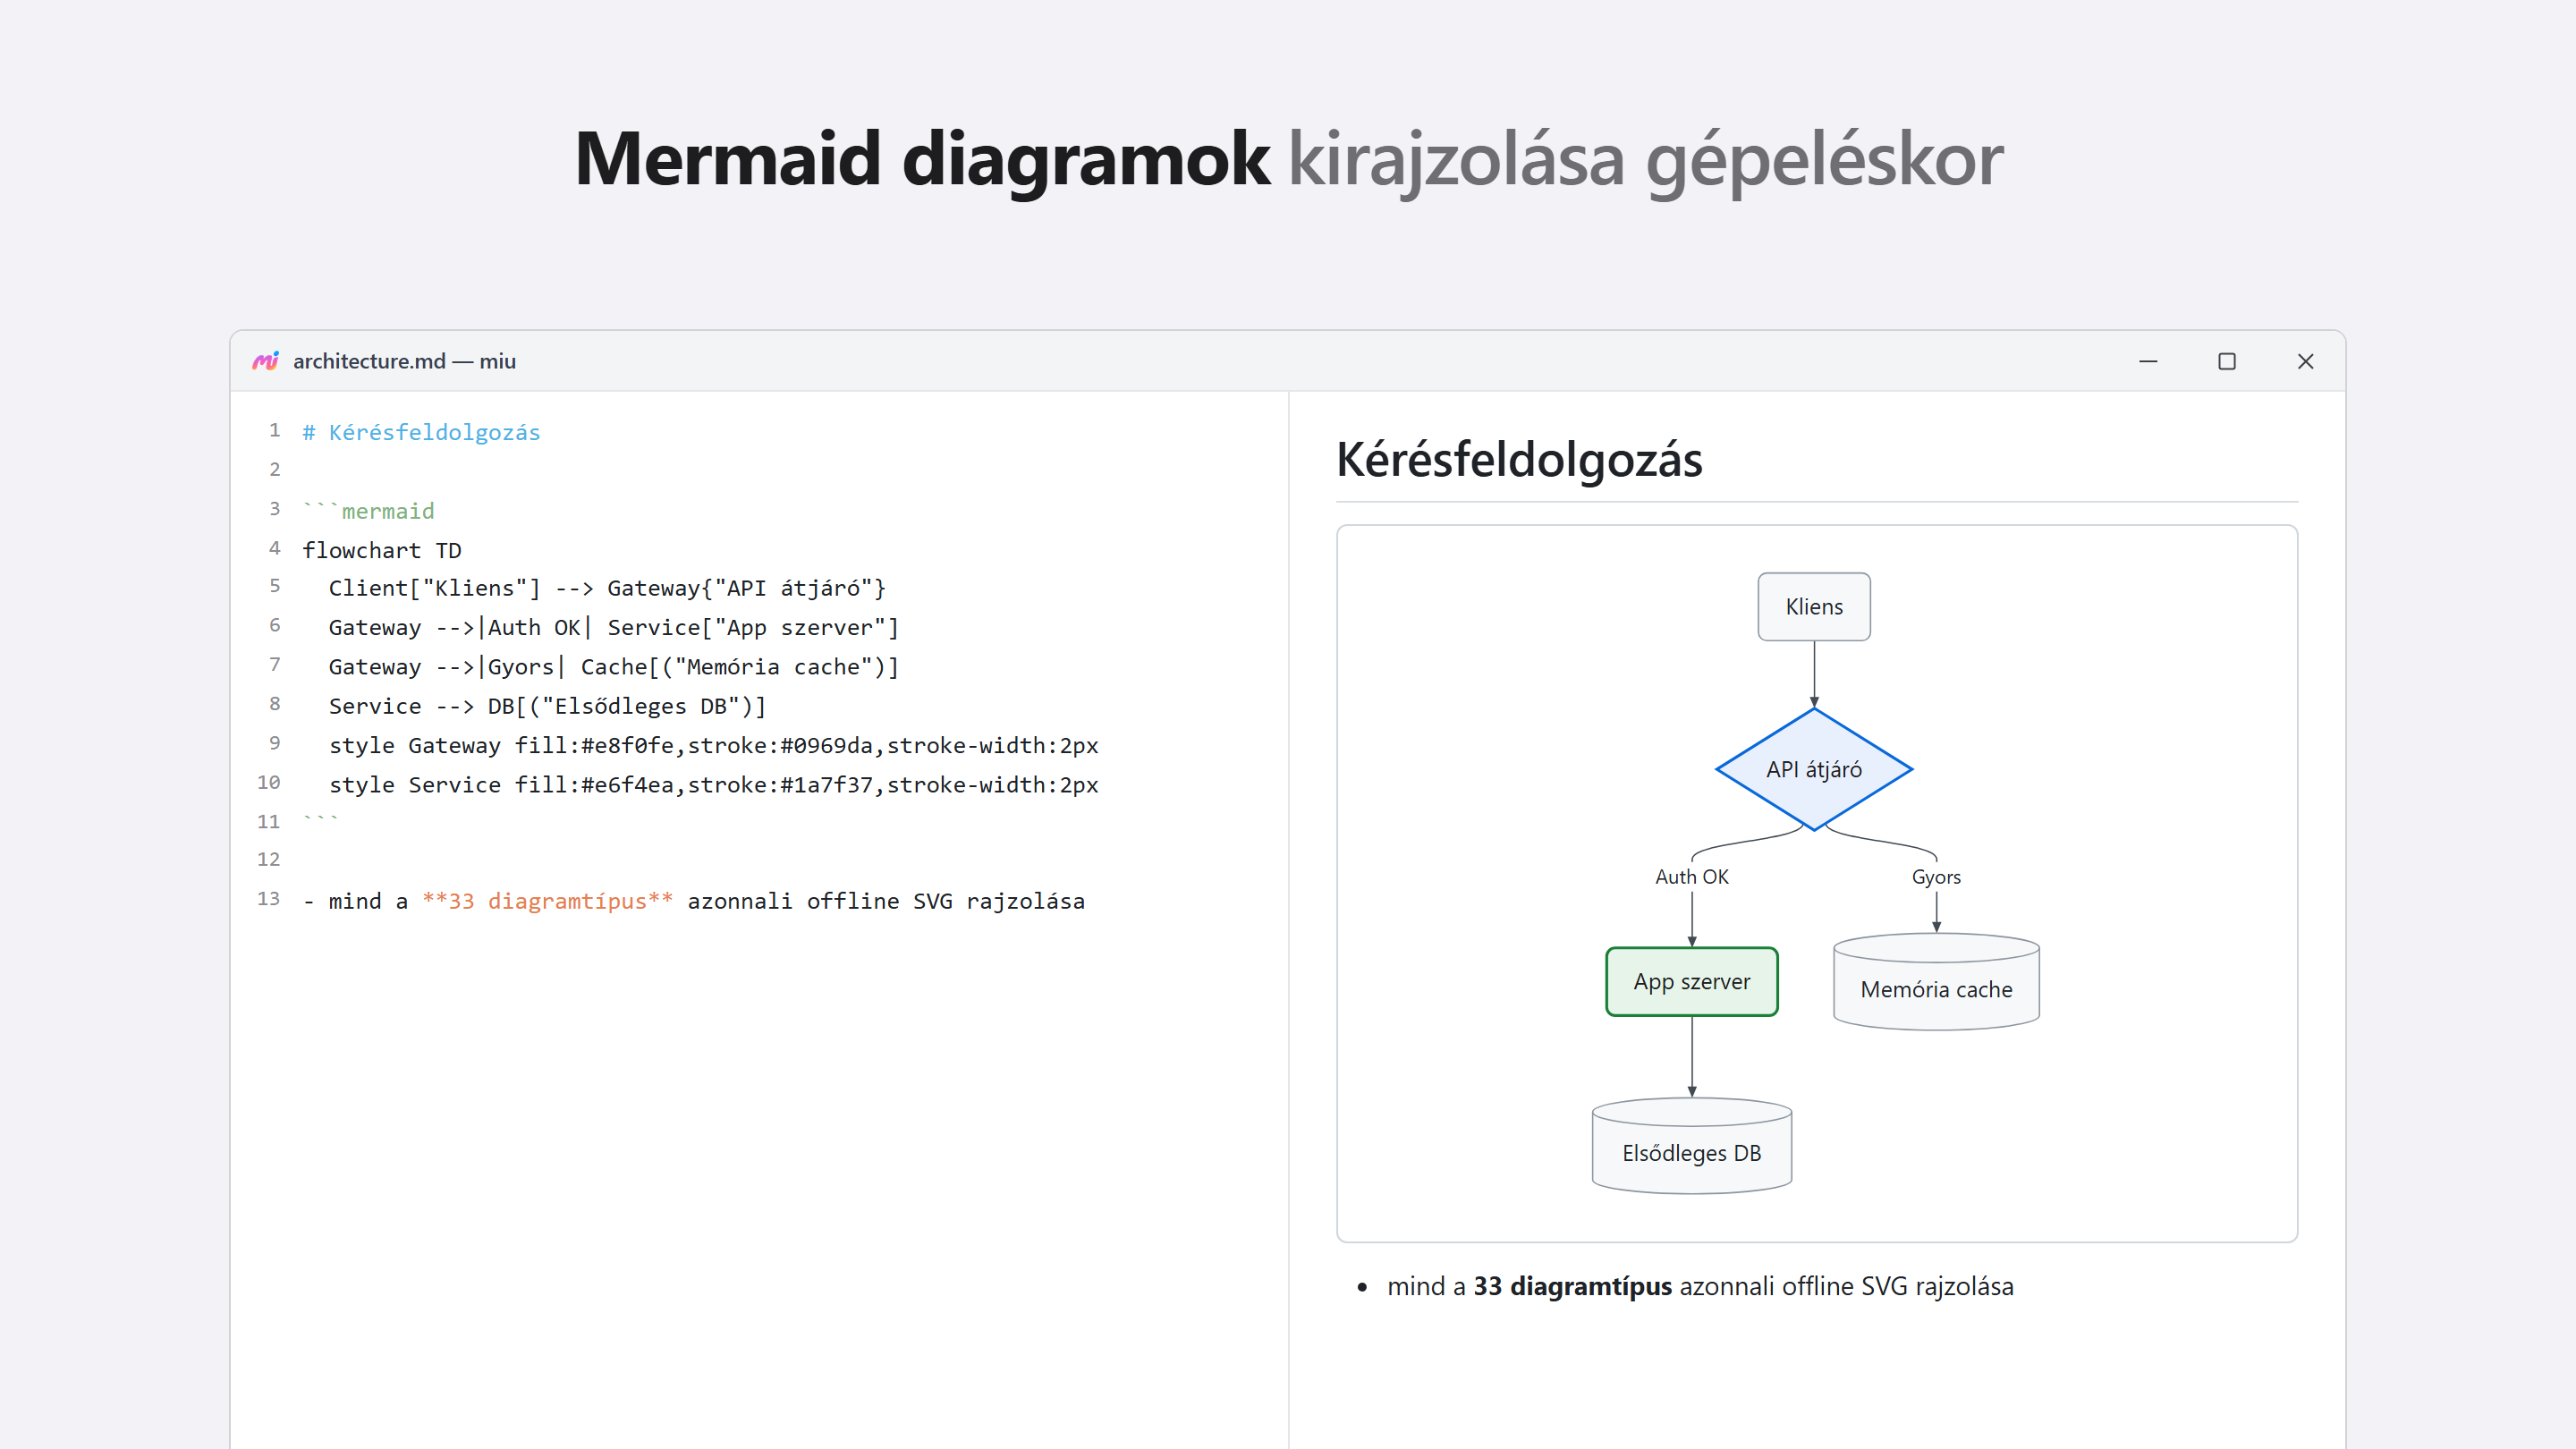 Mermaid diagramok kirajzolása gépeléskor
architecture.md — miu
1 # Kérésfeldolgozás
2
3 ```mermaid
4 flowchart TD
5   Client["Kliens"] --> Gateway{"API átjáró"}
6   Gateway -->|Auth OK| Service["App szerver"]
7   Gateway -->|Gyors| Cache[("Memória cache")]
8   Service --> DB[("Elsődleges DB")]
9   style Gateway fill:#e8f0fe,stroke:#0969da,stroke-width:2px
10   style Service fill:#e6f4ea,stroke:#1a7f37,stroke-width:2px
11 ```
12
13 - mind a **33 diagramtípus** azonnali offline SVG rajzolása
Kérésfeldolgozás
Kliens
API átjáró
Auth OK
Gyors
App szerver
Memória cache
Elsődleges DB
• mind a 33 diagramtípus azonnali offline SVG rajzolása